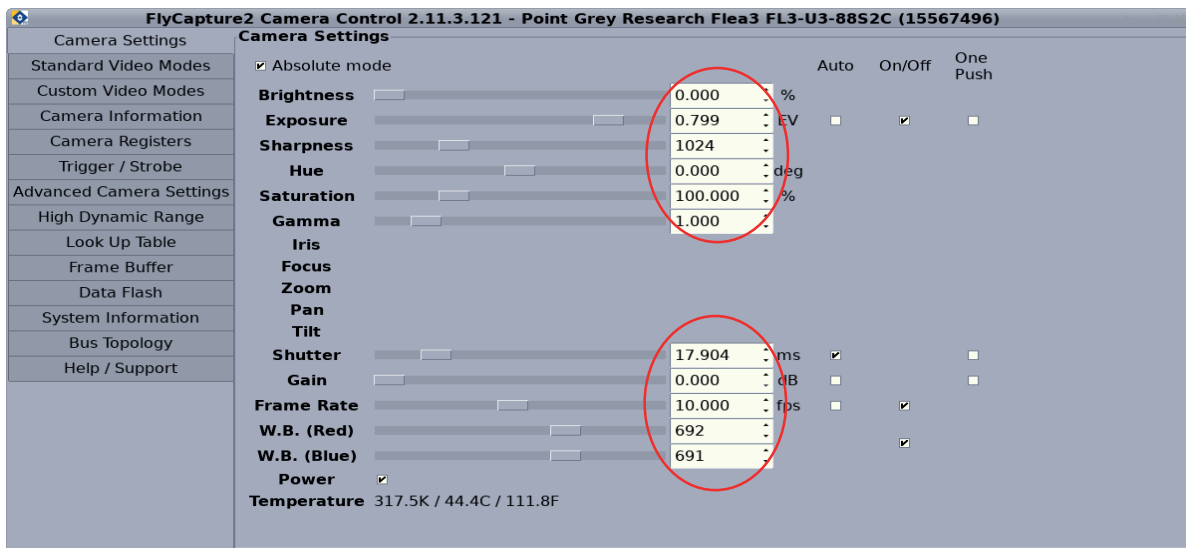 FlyCapture2 Camera Control 2.11.3.121 - Point Grey Research Flea3 FL3-U3-88S2C (15567496)
Camera Settings
Standard Video Modes
Custom Video Modes
Camera Information
Camera Registers
Trigger / Strobe
Advanced Camera Settings
High Dynamic Range
Look Up Table
Frame Buffer
Data Flash
System Information
Bus Topology
Help / Support
Camera Settings
Absolute mode
Auto On/Off One Push
Brightness 0.000 %
Exposure 0.799 EV
Sharpness 1024
Hue 0.000 deg
Saturation 100.000 %
Gamma 1.000
Iris
Focus
Zoom
Pan
Tilt
Shutter 17.904 ms
Gain 0.000 dB
Frame Rate 10.000 fps
W.B. (Red) 692
W.B. (Blue) 691
Power
Temperature 317.5K / 44.4C / 111.8F